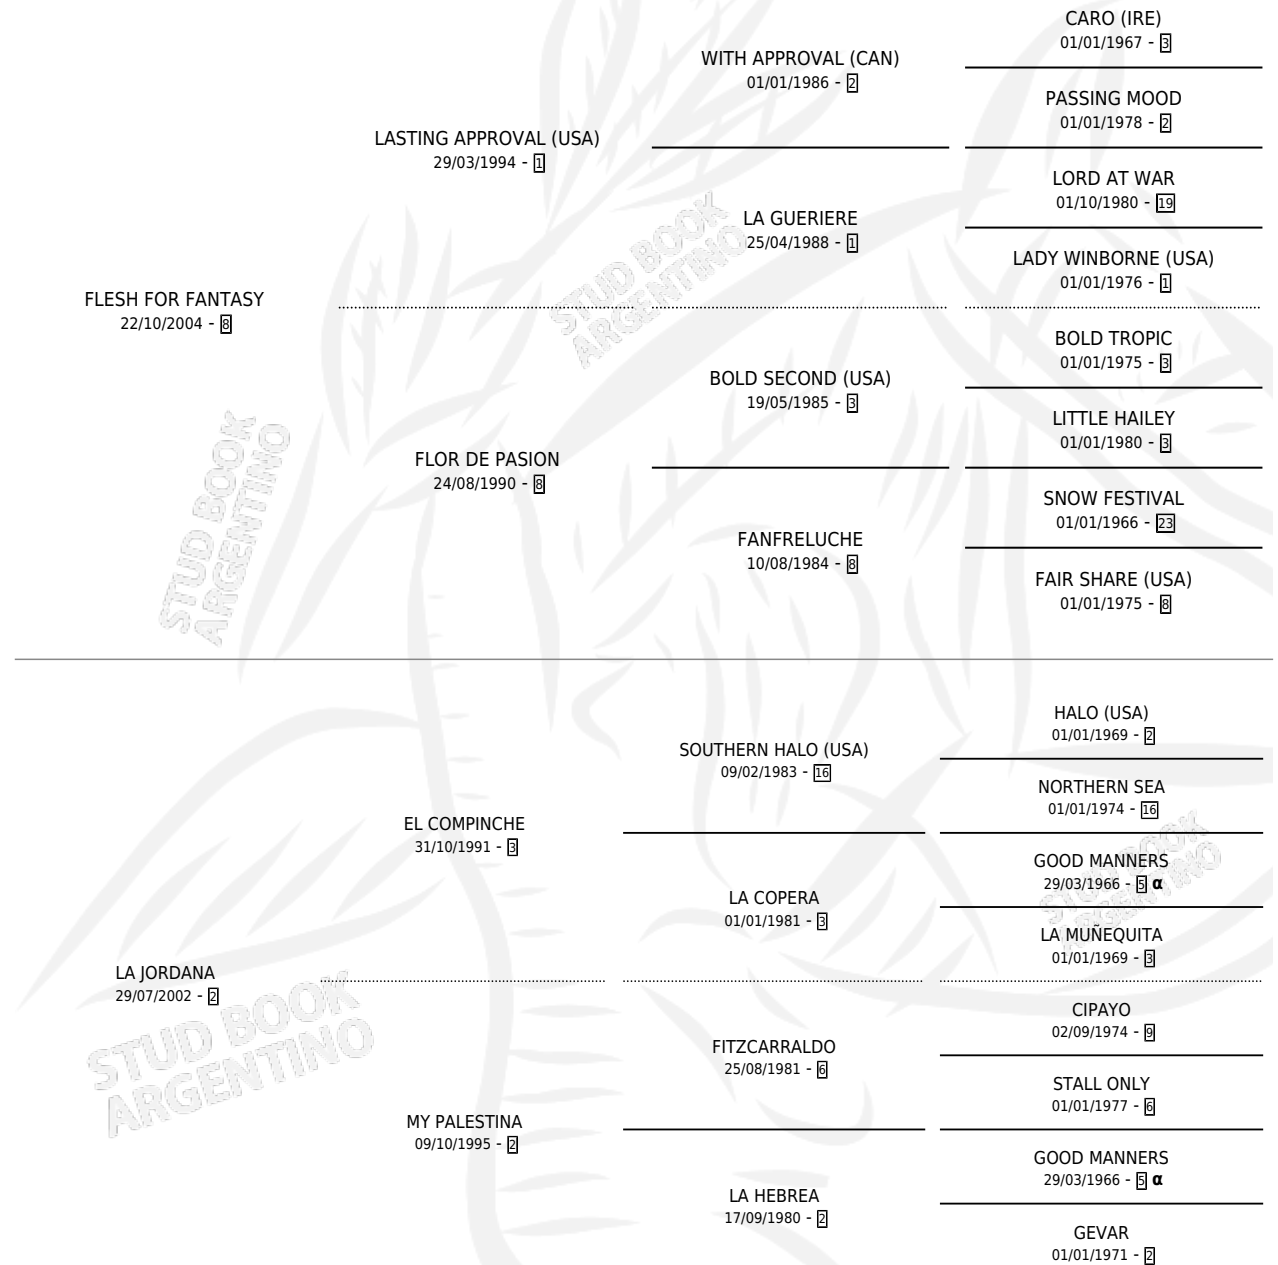 CARO (IRE)
01/01/1967 - 3
WITH APPROVAL (CAN)
01/01/1986 - 2
PASSING MOOD
01/01/1978 - 2
LASTING APPROVAL (USA)
29/03/1994 - 1
LORD AT WAR
01/10/1980 - 19
LA GUERIERE
25/04/1988 - 1
LADY WINBORNE (USA)
01/01/1976 - 1
FLESH FOR FANTASY
22/10/2004 - 8
BOLD TROPIC
01/01/1975 - 3
BOLD SECOND (USA)
19/05/1985 - 3
LITTLE HAILEY
01/01/1980 - 3
FLOR DE PASION
24/08/1990 - 8
SNOW FESTIVAL
01/01/1966 - 23
FANFRELUCHE
10/08/1984 - 8
FAIR SHARE (USA)
01/01/1975 - 8
HALO (USA)
01/01/1969 - 2
SOUTHERN HALO (USA)
09/02/1983 - 16
NORTHERN SEA
01/01/1974 - 16
EL COMPINCHE
31/10/1991 - 3
GOOD MANNERS
29/03/1966 - 5 α
LA COPERA
01/01/1981 - 3
LA MUÑEQUITA
01/01/1969 - 3
LA JORDANA
29/07/2002 - 2
CIPAYO
02/09/1974 - 9
FITZCARRALDO
25/08/1981 - 6
STALL ONLY
01/01/1977 - 6
MY PALESTINA
09/10/1995 - 2
GOOD MANNERS
29/03/1966 - 5 α
LA HEBREA
17/09/1980 - 2
GEVAR
01/01/1971 - 2
STUD BOOK
ARGENTINO
STUD BOOK
ARGENTINO
STUD BOOK
ARGENTINO
STUD BOOK
ARGENTINO